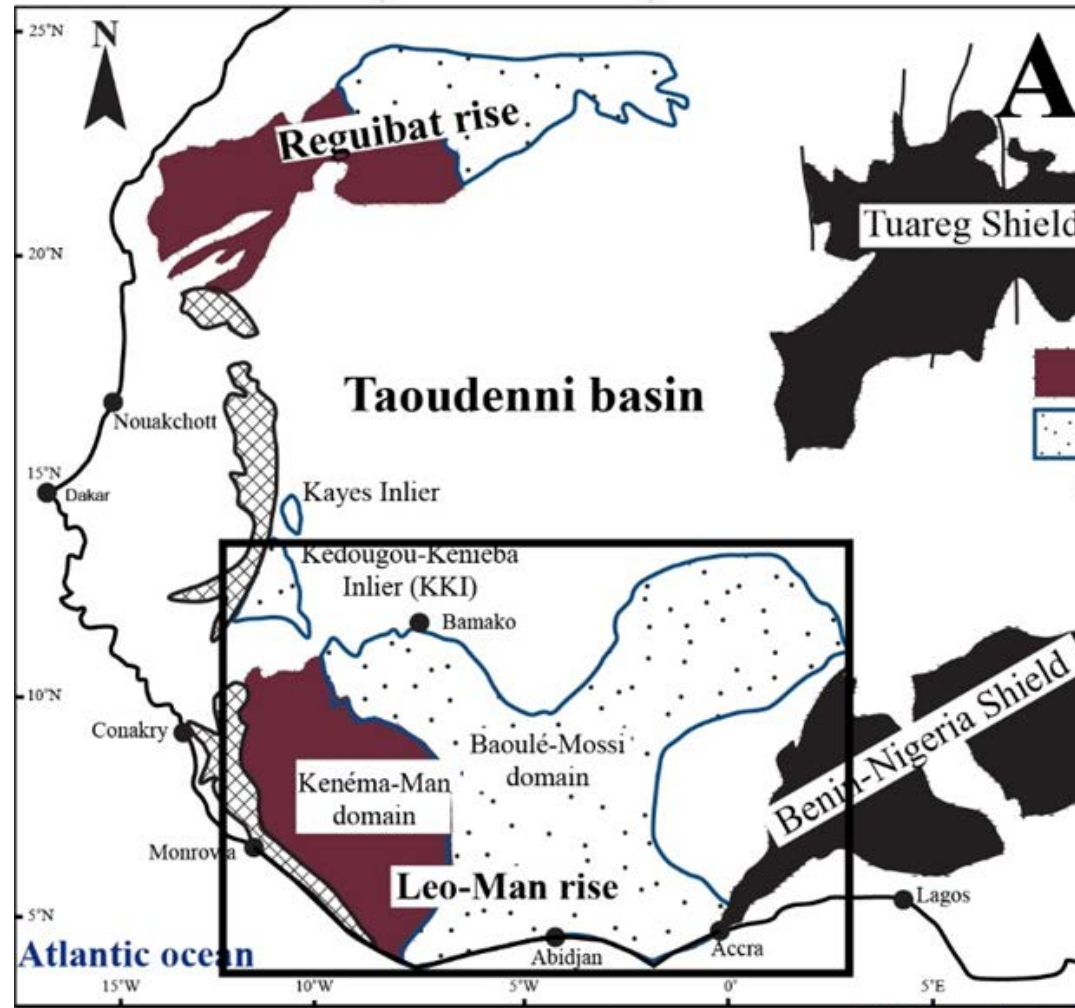 25°N
N
A
Reguibat rise
Tuareg Shield
20°N
Taoudenni basin
Nouakchott
15°N
Dakar
Kayes Inlier
Kedougou-Kenieba
Inlier (KKI)
Bamako
10°N
Conakry
Baoulé-Mossi
domain
Kenéma-Man
domain
Benin-Nigeria Shield
Monrovia
Leo-Man rise
5°N
Lagos
Atlantic ocean
Abidjan
Accra
15°W
10°W
5°W
0°
5°E